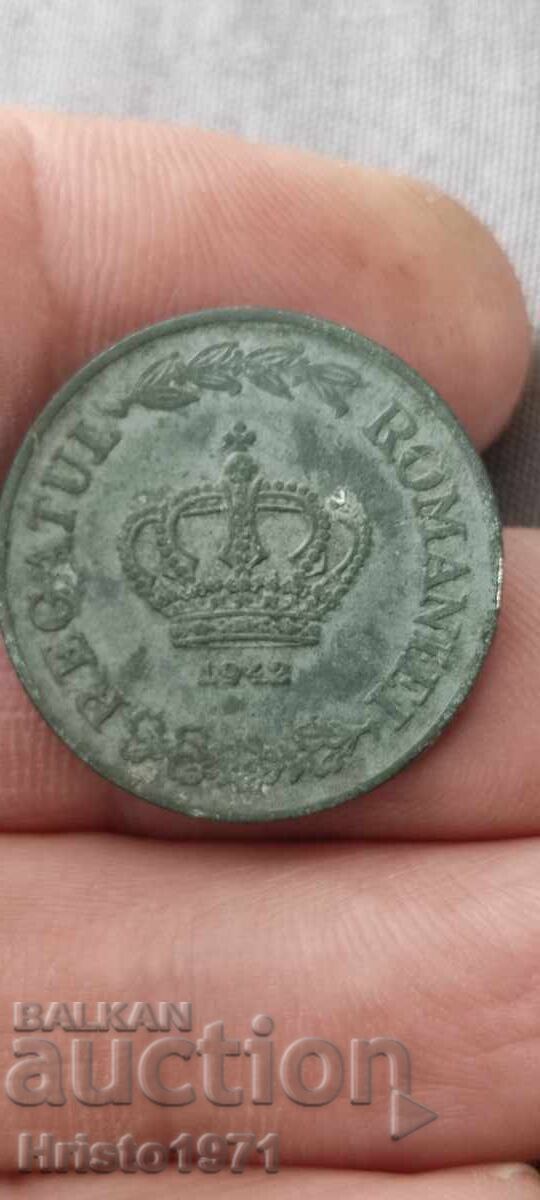 REGATUL ROMANIEI
1942
BALKAN
auction
Hristo1971